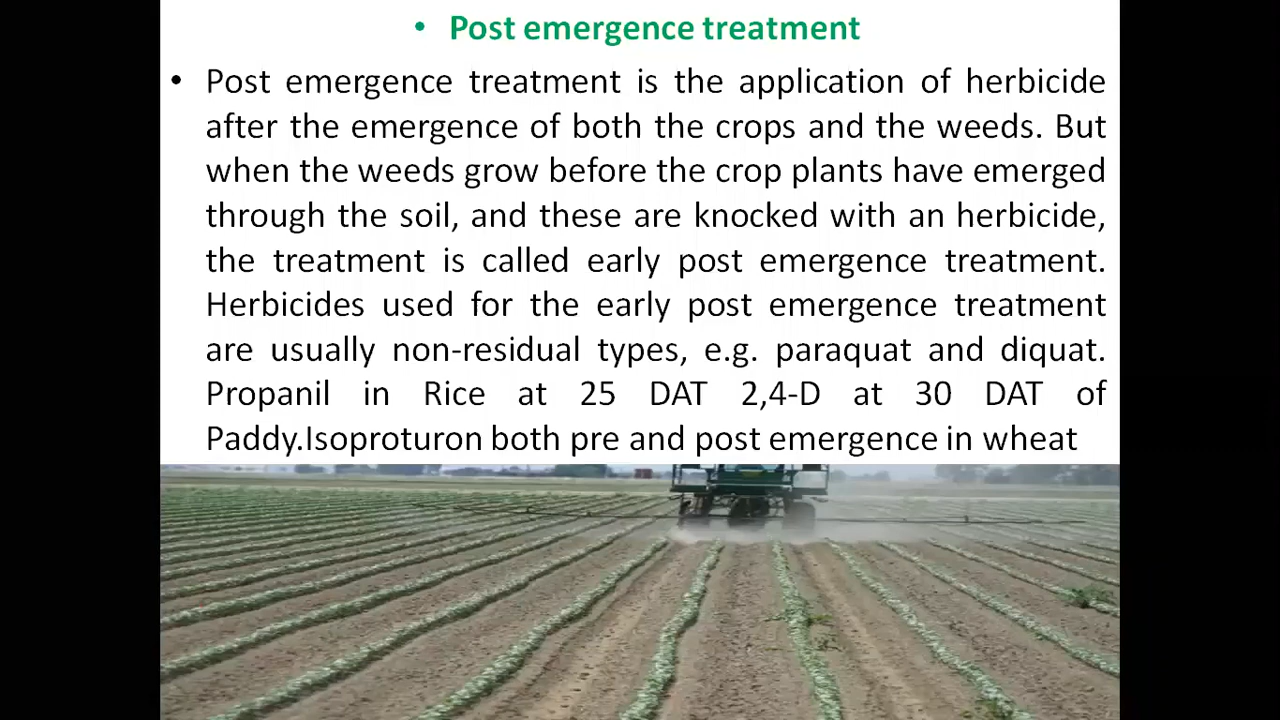 • Post emergence treatment
• Post emergence treatment is the application of herbicide
after the emergence of both the crops and the weeds. But
when the weeds grow before the crop plants have emerged
through the soil, and these are knocked with an herbicide,
the treatment is called early post emergence treatment.
Herbicides used for the early post emergence treatment
are usually non-residual types, e.g. paraquat and diquat.
Propanil in Rice at 25 DAT 2,4-D at 30 DAT of
Paddy.Isoproturon both pre and post emergence in wheat